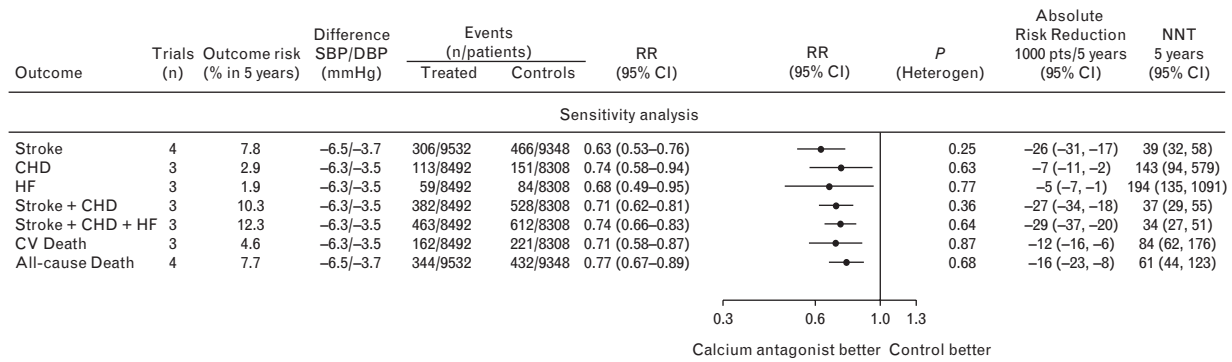 Outcome Trials (n) Outcome risk (% in 5 years) Difference SBP/DBP (mmHg) Events (n/patients) Treated Controls RR (95% CI) RR (95% CI) P (Heterogen) Absolute Risk Reduction 1000 pts/5 years (95% CI) NNT 5 years (95% CI)
Sensitivity analysis
Stroke 4 7.8 –6.5/–3.7 306/9532 466/9348 0.63 (0.53–0.76) 0.25 –26 (–31, –17) 39 (32, 58)
CHD 3 2.9 –6.3/–3.5 113/8492 151/8308 0.74 (0.58–0.94) 0.63 –7 (–11, –2) 143 (94, 579)
HF 3 1.9 –6.3/–3.5 59/8492 84/8308 0.68 (0.49–0.95) 0.77 –5 (–7, –1) 194 (135, 1091)
Stroke + CHD 3 10.3 –6.3/–3.5 382/8492 528/8308 0.71 (0.62–0.81) 0.36 –27 (–34, –18) 37 (29, 55)
Stroke + CHD + HF 3 12.3 –6.3/–3.5 463/8492 612/8308 0.74 (0.66–0.83) 0.64 –29 (–37, –20) 34 (27, 51)
CV Death 3 4.6 –6.3/–3.5 162/8492 221/8308 0.71 (0.58–0.87) 0.87 –12 (–16, –6) 84 (62, 176)
All-cause Death 4 7.7 –6.5/–3.7 344/9532 432/9348 0.77 (0.67–0.89) 0.68 –16 (–23, –8) 61 (44, 123)
0.3 0.6 1.0 1.3
Calcium antagonist better Control better